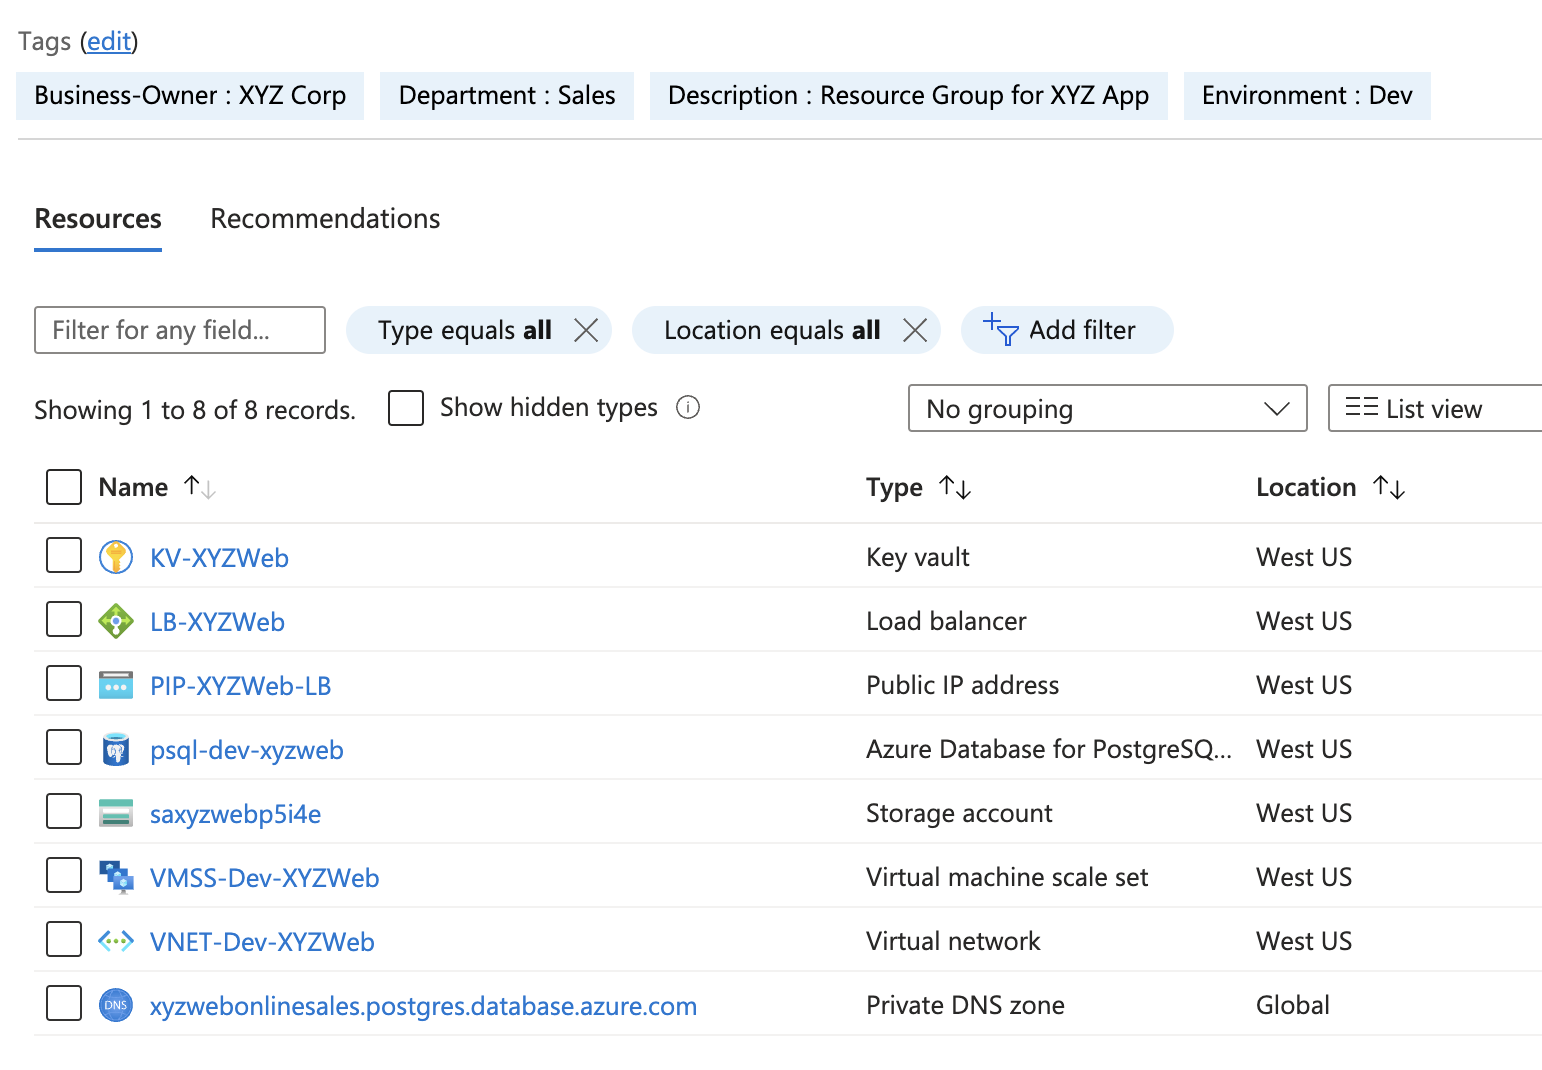 Tags (edit)
Business-Owner : XYZ Corp Department : Sales Description : Resource Group for XYZ App Environment : Dev
Resources Recommendations
Filter for any field... Type equals all Location equals all Add filter
Showing 1 to 8 of 8 records. Show hidden types No grouping List view
Name Type Location
KV-XYZWeb Key vault West US
LB-XYZWeb Load balancer West US
PIP-XYZWeb-LB Public IP address West US
psql-dev-xyzweb Azure Database for PostgreSQ... West US
saxyzwebp5i4e Storage account West US
VMSS-Dev-XYZWeb Virtual machine scale set West US
VNET-Dev-XYZWeb Virtual network West US
DNS xyzwebonlinesales.postgres.database.azure.com Private DNS zone Global